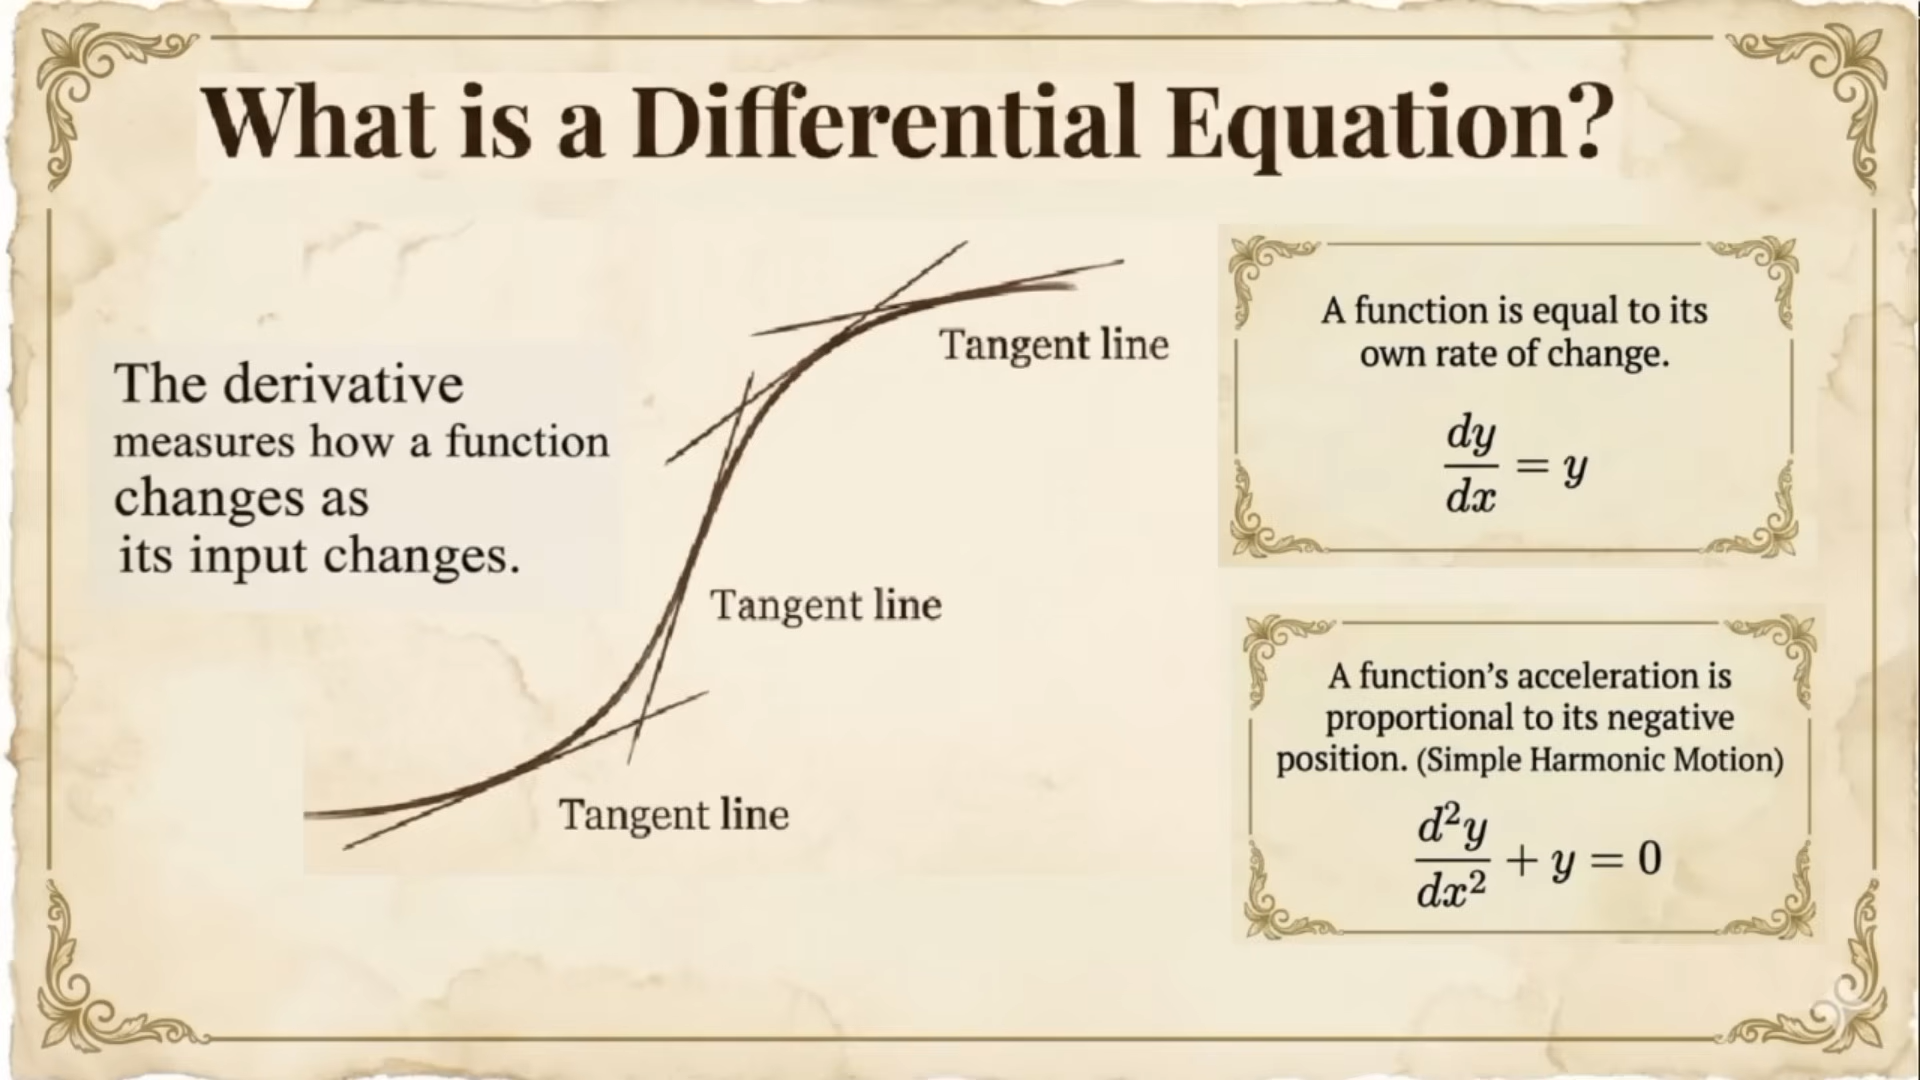 What is a Differential Equation?
The derivative
measures how a function
changes as
its input changes.
Tangent line
Tangent line
Tangent line
A function is equal to its
own rate of change.
dy/dx = y
A function’s acceleration is
proportional to its negative
position. (Simple Harmonic Motion)
d²y/dx² + y = 0